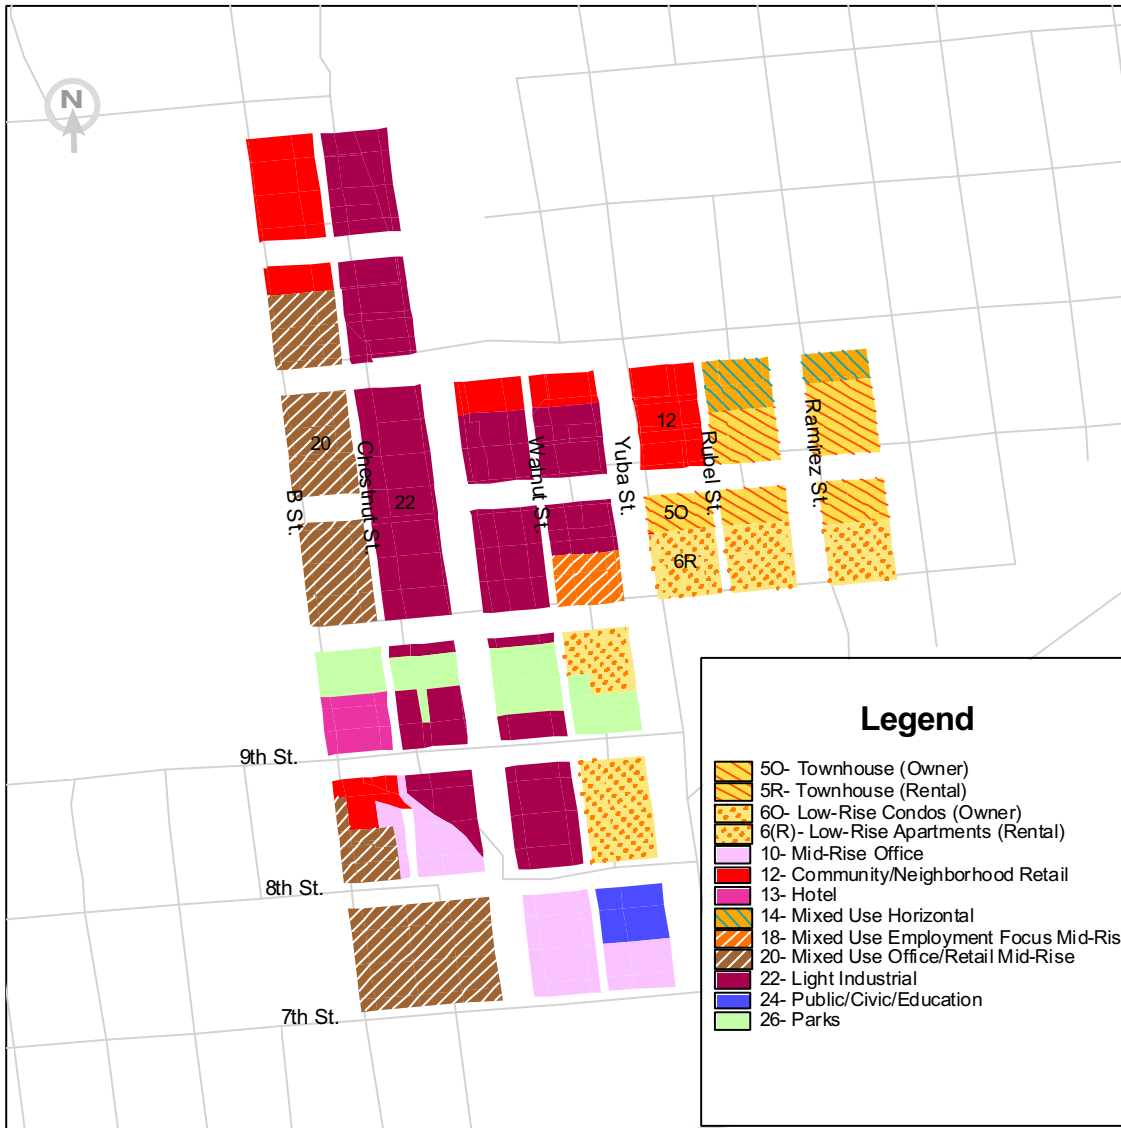 N
12
20
Chestnut St.
Walnut St.
Yuba St.
Rubel St.
Ramirez St.
B St.
22
5O
6R
9th St.
8th St.
7th St.
Legend
5O- Townhouse (Owner)
5R- Townhouse (Rental)
6O- Low-Rise Condos (Owner)
6(R)- Low-Rise Apartments (Rental)
10- Mid-Rise Office
12- Community/Neighborhood Retail
13- Hotel
14- Mixed Use Horizontal
18- Mixed Use Employment Focus Mid-Ris
20- Mixed Use Office/Retail Mid-Rise
22- Light Industrial
24- Public/Civic/Education
26- Parks